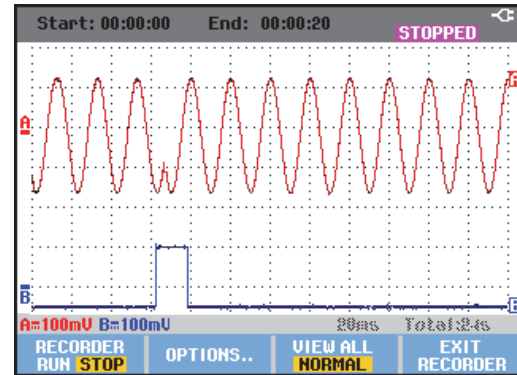 Start: 00:00:00 End: 00:00:20
STOPPED
A
B
A=100mV B=100mV 20ms Total:24s
RECORDER OPTIONS.. VIEW ALL EXIT
RUN STOP NORMAL RECORDER